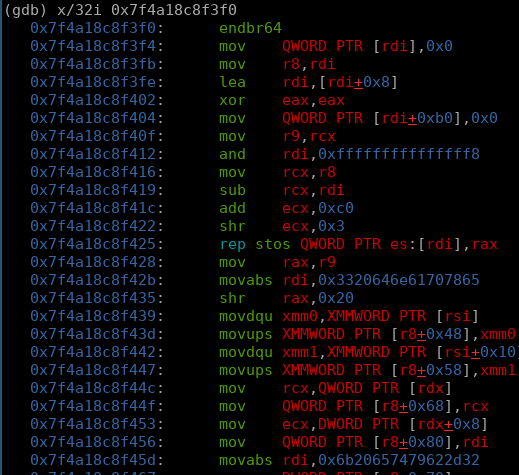 (gdb) x/32i 0x7f4a18c8f3f0
0x7f4a18c8f3f0: endbr64
0x7f4a18c8f3f4: mov QWORD PTR [rdi],0x0
0x7f4a18c8f3fb: mov r8,rdi
0x7f4a18c8f3fe: lea rdi,[rdi+0x8]
0x7f4a18c8f402: xor eax,eax
0x7f4a18c8f404: mov QWORD PTR [rdi+0xb0],0x0
0x7f4a18c8f40f: mov r9,rcx
0x7f4a18c8f412: and rdi,0xfffffffffffffff8
0x7f4a18c8f416: mov rcx,r8
0x7f4a18c8f419: sub rcx,rdi
0x7f4a18c8f41c: add ecx,0xc0
0x7f4a18c8f422: shr ecx,0x3
0x7f4a18c8f425: rep stos QWORD PTR es:[rdi],rax
0x7f4a18c8f428: mov rax,r9
0x7f4a18c8f42b: movabs rdi,0x3320646e61707865
0x7f4a18c8f435: shr rax,0x20
0x7f4a18c8f439: movdqu xmm0,XMMWORD PTR [rsi]
0x7f4a18c8f43d: movups XMMWORD PTR [r8+0x48],xmm0
0x7f4a18c8f442: movdqu xmm1,XMMWORD PTR [rsi+0x10]
0x7f4a18c8f447: movups XMMWORD PTR [r8+0x58],xmm1
0x7f4a18c8f44c: mov rcx,QWORD PTR [rdx]
0x7f4a18c8f44f: mov QWORD PTR [r8+0x68],rcx
0x7f4a18c8f453: mov ecx,DWORD PTR [rdx+0x8]
0x7f4a18c8f456: mov QWORD PTR [r8+0x80],rdi
0x7f4a18c8f45d: movabs rdi,0x6b20657479622d32